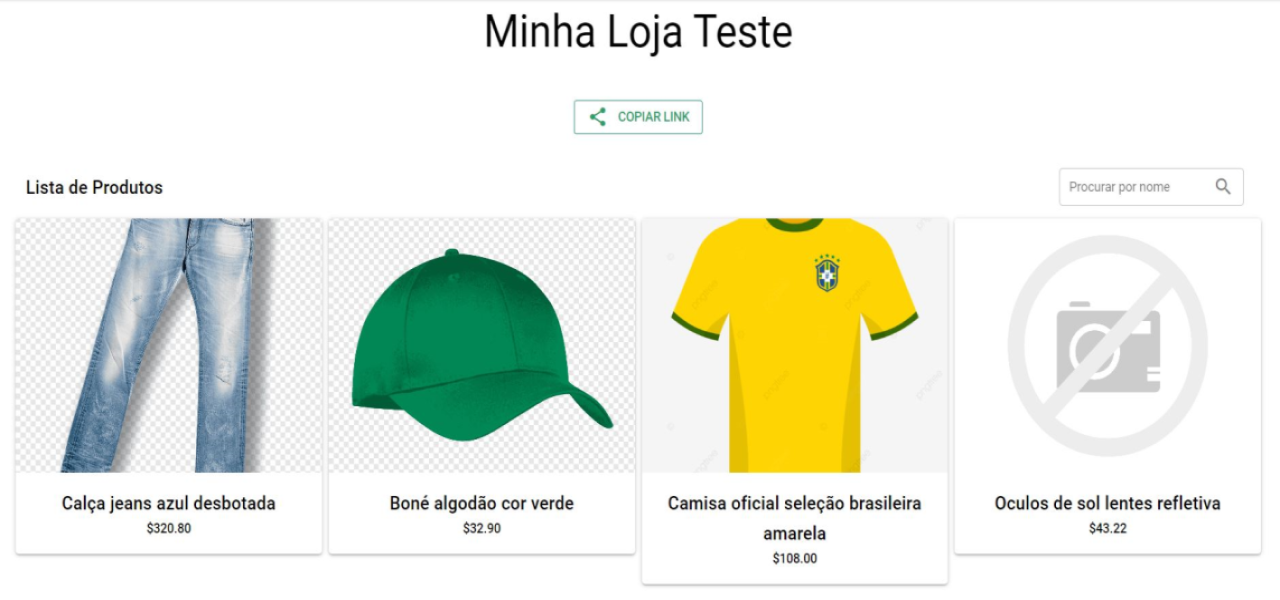 Minha Loja Teste
COPIAR LINK
Lista de Produtos
Procurar por nome
Calça jeans azul desbotada
$320.80
Boné algodão cor verde
$32.90
Camisa oficial seleção brasileira
amarela
$108.00
Oculos de sol lentes refletiva
$43.22